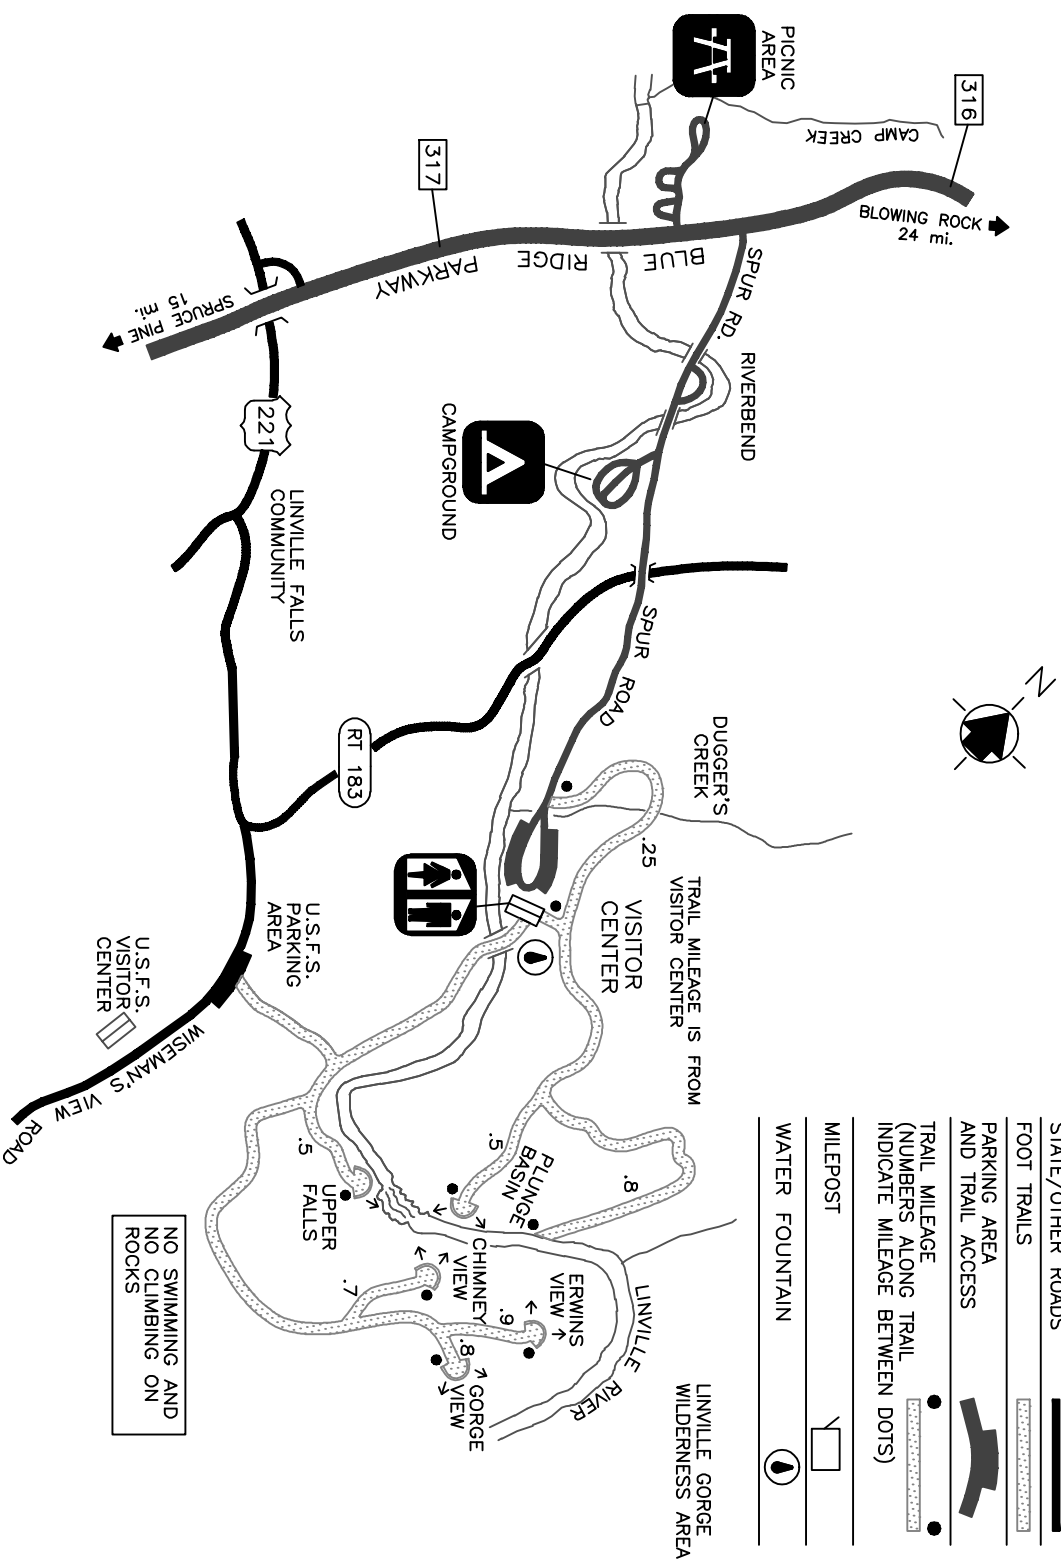 PICNIC
AREA
316
CAMP CREEK
317
BLOWING ROCK
24 mi.
BLUE RIDGE PARKWAY
SPRUCE PINE
15 mi.
SPUR RD.
RIVERBEND
CAMPGROUND
221
LINVILLE FALLS
COMMUNITY
SPUR ROAD
N
RT 183
DUGGER'S
CREEK
.25
TRAIL MILEAGE IS FROM
VISITOR CENTER
VISITOR
CENTER
U.S.F.S.
PARKING
AREA
U.S.F.S.
VISITOR
CENTER
WISEMAN'S VIEW ROAD
.5
UPPER
FALLS
.5
PLUNGE
BASIN
.8
CHIMNEY
VIEW
.7
ERWINS
VIEW
.9
.8
GORGE
VIEW
LINVILLE RIVER
LINVILLE GORGE
WILDERNESS AREA
NO SWIMMING AND
NO CLIMBING ON
ROCKS
STATE/OTHER ROADS
FOOT TRAILS
PARKING AREA
AND TRAIL ACCESS
TRAIL MILEAGE
(NUMBERS ALONG TRAIL
INDICATE MILEAGE BETWEEN DOTS)
MILEPOST
WATER FOUNTAIN